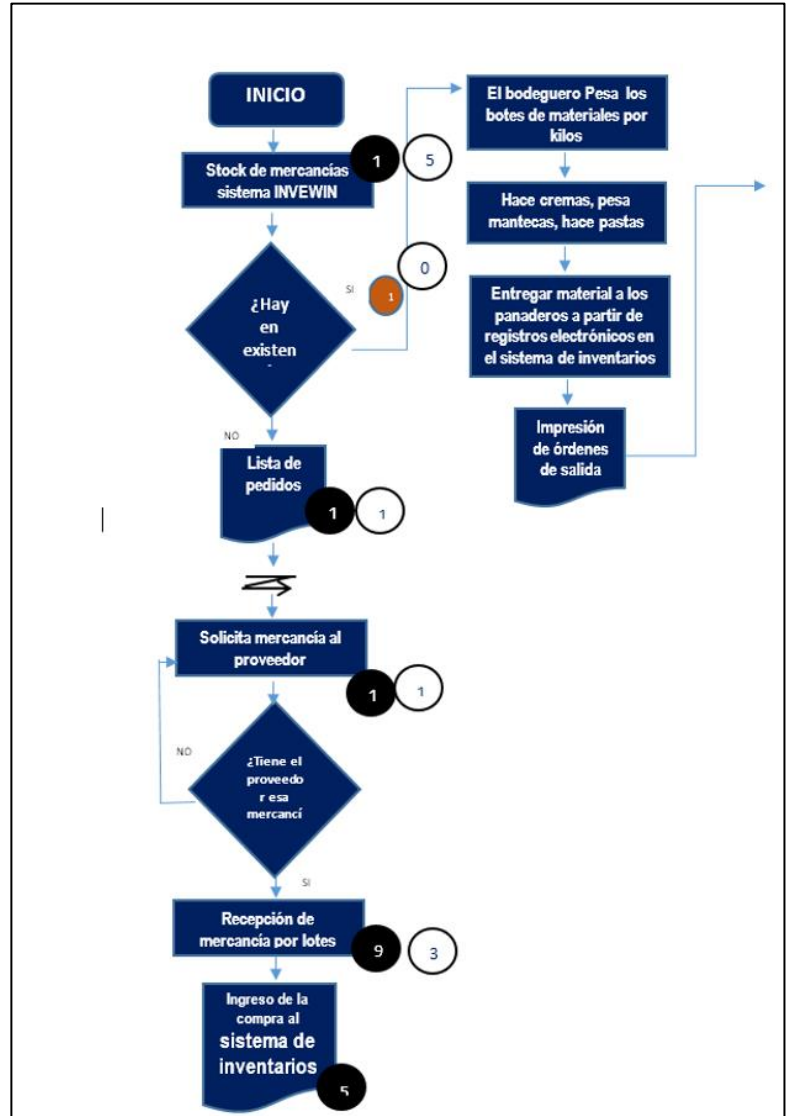 INICIO
Stock de mercancías
sistema INVEWIN
1
5
¿Hay
en
existen
SI
1
0
NO
Lista de
pedidos
1
1
Solicita mercancía al
proveedor
1
1
NO
¿Tiene el
proveedo
r esa
mercancí
SI
Recepción de
mercancía por lotes
9
3
Ingreso de la
compra al
sistema de
inventarios
5
El bodeguero Pesa los
botes de materiales por
kilos
Hace cremas, pesa
mantecas, hace pastas
Entregar material a los
panaderos a partir de
registros electrónicos en
el sistema de inventarios
Impresión
de órdenes
de salida